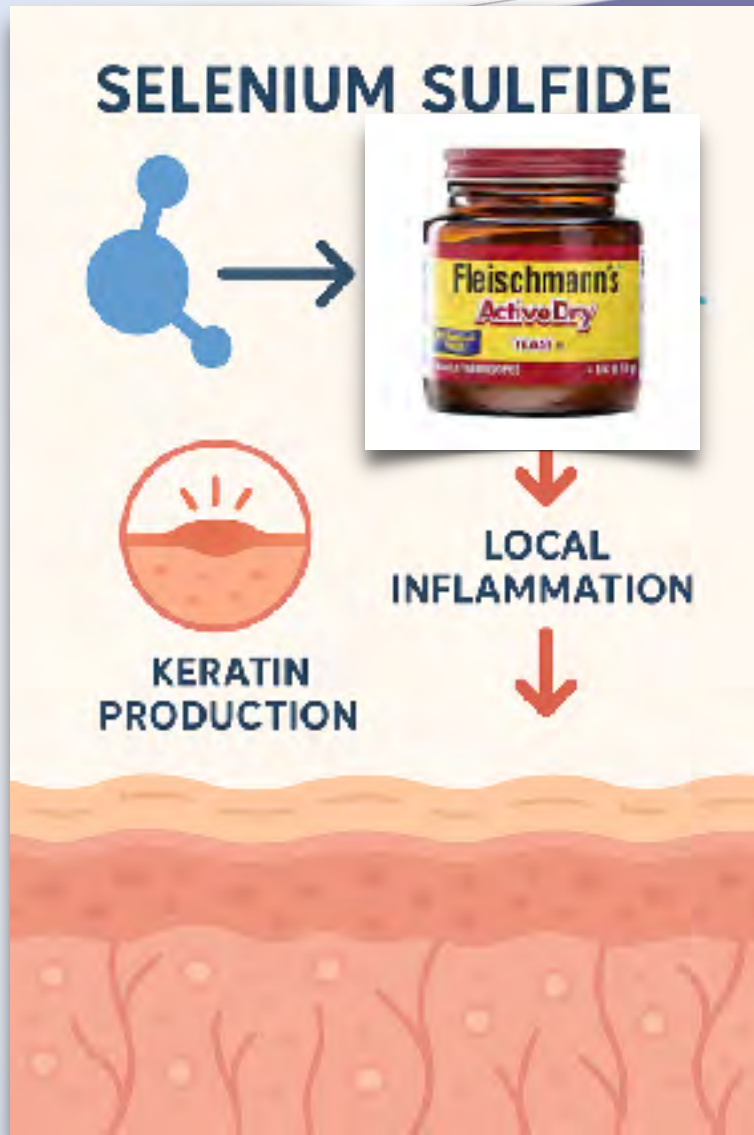 SELENIUM SULFIDE
Fleischmann's
ActiveDry
YEAST
LOCAL
INFLAMMATION
KERATIN
PRODUCTION